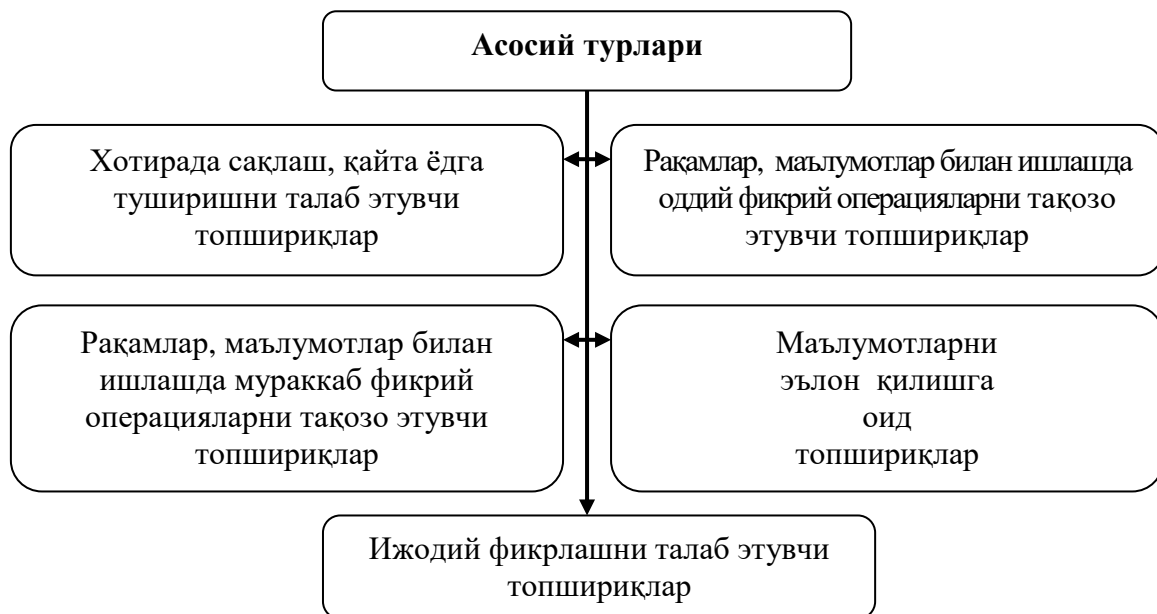 Асосий турлари
Хотирада сақлаш, қайта ёдга
туширишни талаб этувчи
топшириқлар
Рақамлар, маълумотлар билан ишлашда
оддий фикрий операцияларни тақозо
этувчи топшириқлар
Рақамлар, маълумотлар билан
ишлашда мураккаб фикрий
операцияларни тақозо этувчи
топшириқлар
Маълумотларни
эълон қилишга
оид
топшириқлар
Ижодий фикрлашни талаб этувчи
топшириқлар